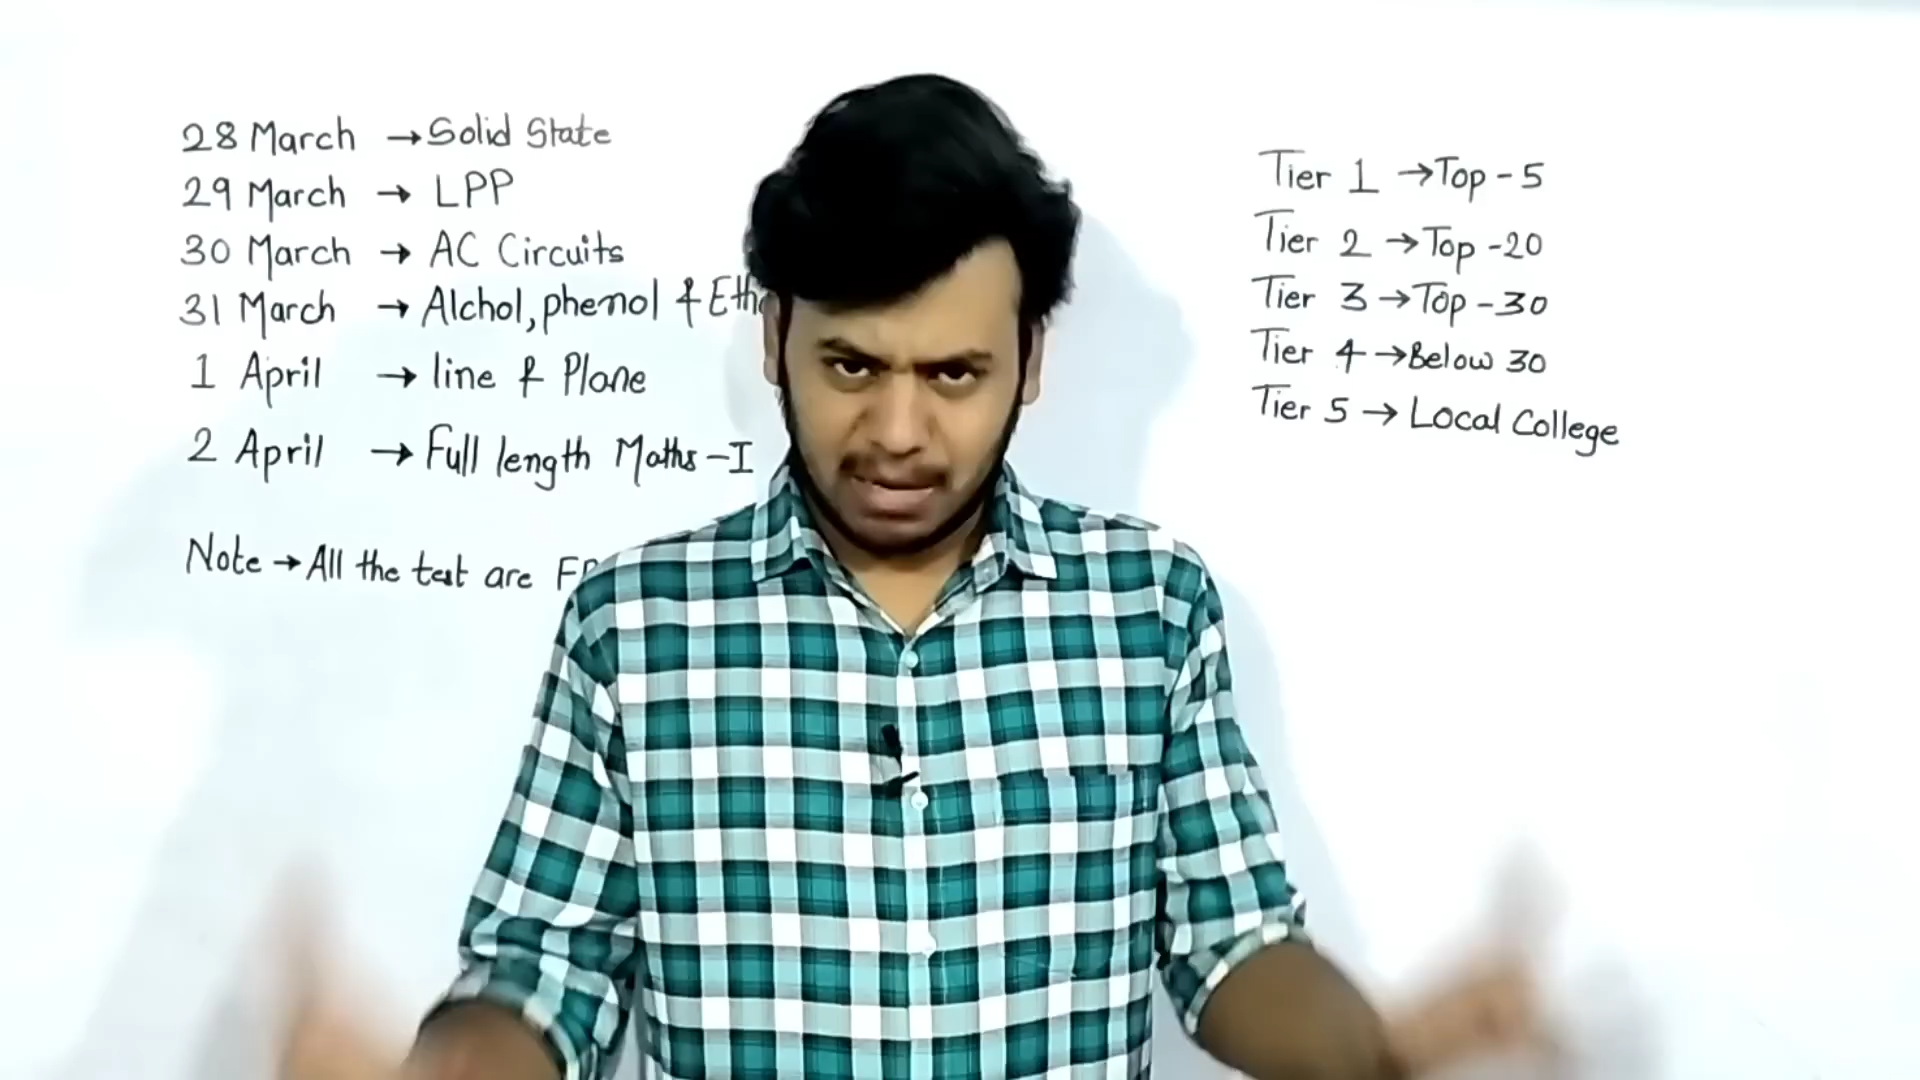 28 March → Solid State
29 March → LPP
30 March → AC Circuits
31 March → Alchol, phenol &
1 April → line & Plane
2 April → Full length Maths-I
Note → All the test are
Tier 1 → Top-5
Tier 2 → Top-20
Tier 3 → Top-30
Tier 4 → Below 30
Tier 5 → Local College